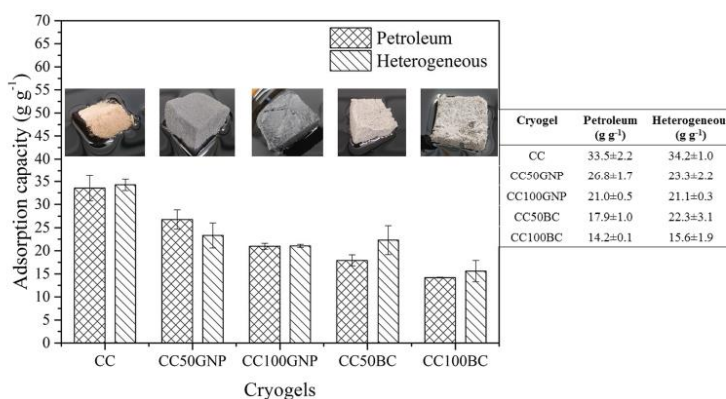 70
65
60
55
50
45
40
35
30
25
20
15
10
5
0
Adsorption capacity (g g⁻¹)
Petroleum
Heterogeneous
CC
CC50GNP
CC100GNP
CC50BC
CC100BC
Cryogels
Cryogel Petroleum (g g⁻¹) Heterogeneous (g g⁻¹)
CC 33.5±2.2 34.2±1.0
CC50GNP 26.8±1.7 23.3±2.2
CC100GNP 21.0±0.5 21.1±0.3
CC50BC 17.9±1.0 22.3±3.1
CC100BC 14.2±0.1 15.6±1.9